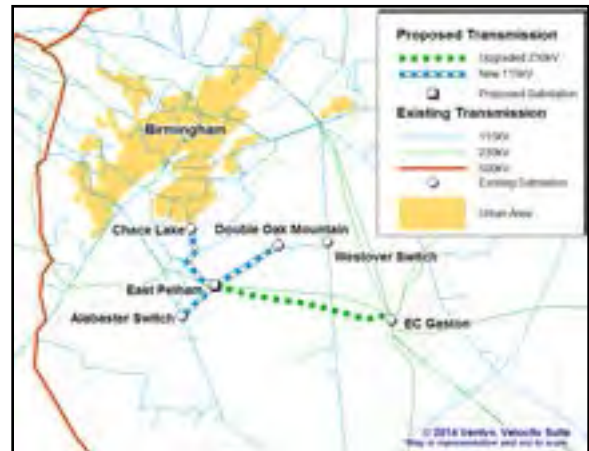 Proposed Transmission
Upgraded 230kV
New 115kV
Proposed Substation
Existing Transmission
115kV
230kV
500kV
Existing Substation
Urban Area
Birmingham
Chace Lake
Double Oak Mountain
Westover Switch
East Pelham
Alabaster Switch
EC Gaston
© 2014 Ventyx, Velocity Suite
Map is representative and not to scale